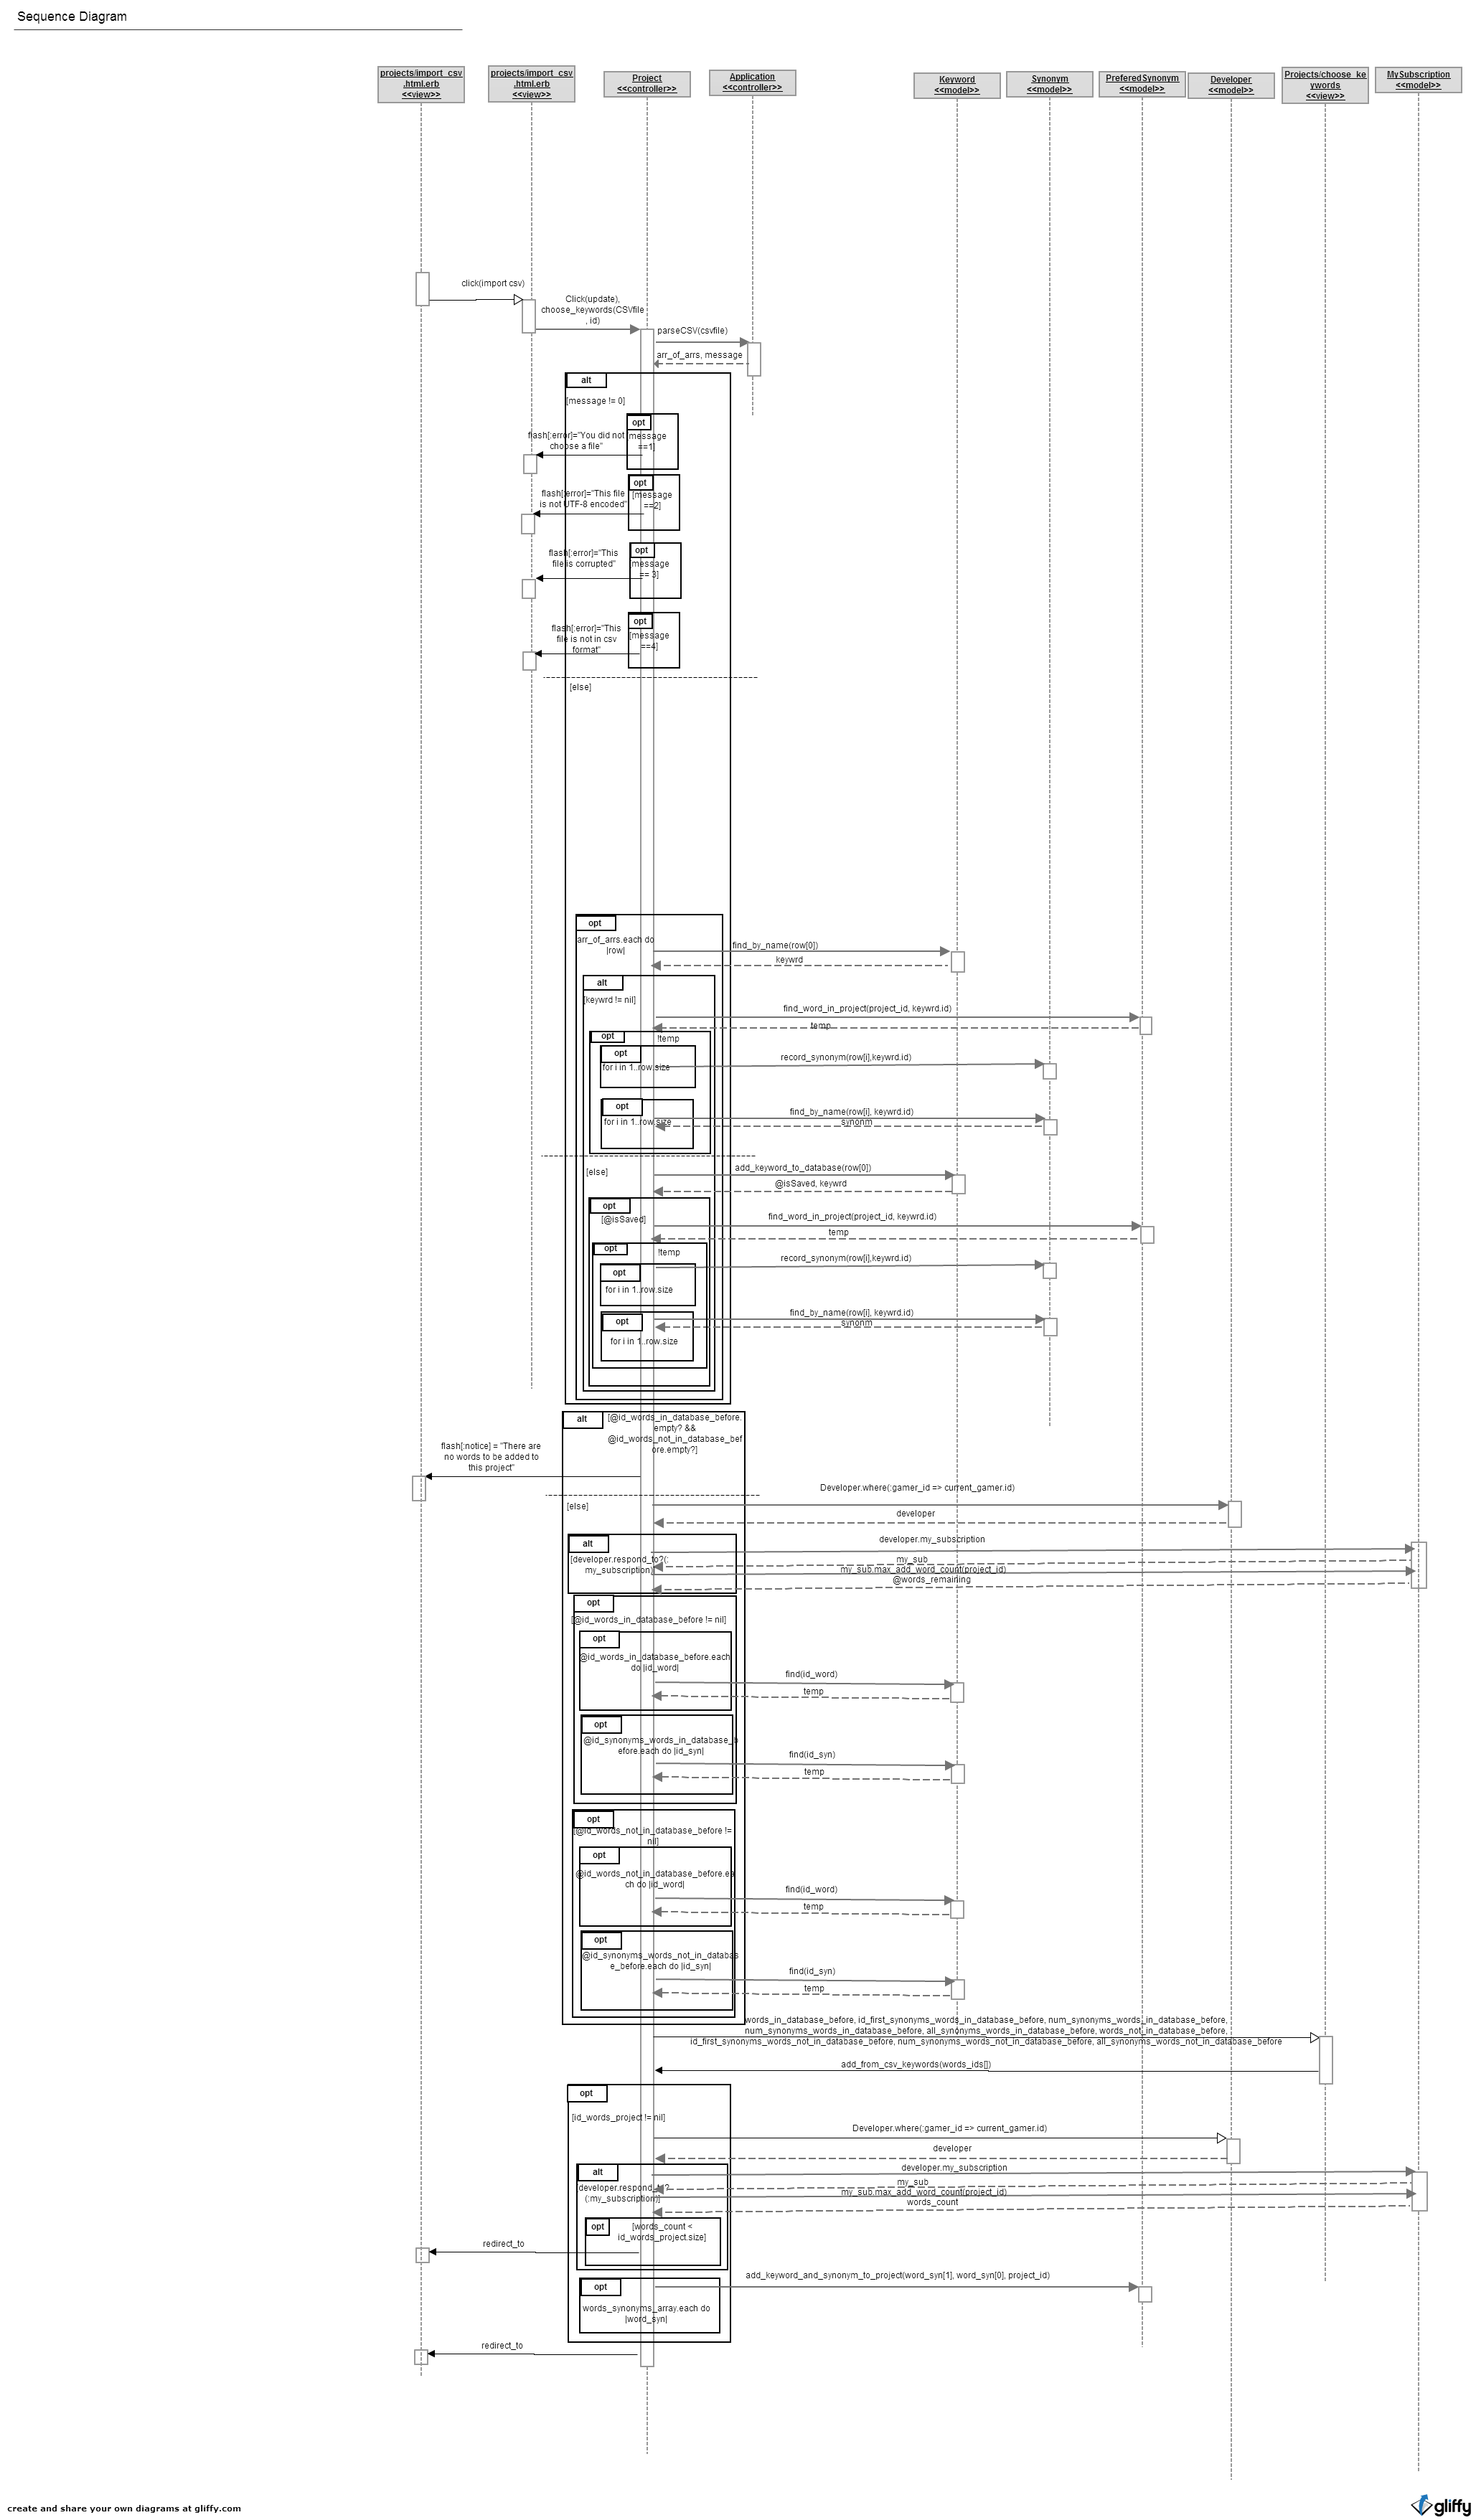 Sequence Diagram
projects/import_csv
.html.erb
<<view>>
projects/import_csv
.html.erb
<<view>>
Project
<<controller>>
Application
<<controller>>
Keyword
<<model>>
Synonym
<<model>>
PreferedSynonym
<<model>>
Developer
<<model>>
Projects/choose_ke
ywords
<<view>>
MySubscription
<<model>>
click(import csv)
Click(update),
choose_keywords(CSVfile
, id)
parseCSV(csvfile)
arr_of_arrs, message
alt
[message != 0]
opt
[message
==1]
flash[:error]="You did not
choose a file"
opt
[message
==2]
flash[:error]="This file
is not UTF-8 encoded"
opt
[message
== 3]
flash[:error]="This
file is corrupted"
opt
[message
==4]
flash[:error]="This
file is not in csv
format"
[else]
opt
arr_of_arrs.each do
|row|
find_by_name(row[0])
keywrd
alt
[keywrd != nil]
find_word_in_project(project_id, keywrd.id)
temp
opt
!temp
opt
for i in 1..row.size
record_synonym(row[i],keywrd.id)
opt
for i in 1..row.size
find_by_name(row[i], keywrd.id)
synonm
[else]
add_keyword_to_database(row[0])
@isSaved, keywrd
opt
[@isSaved]
find_word_in_project(project_id, keywrd.id)
temp
opt
!temp
record_synonym(row[i],keywrd.id)
opt
for i in 1..row.size
find_by_name(row[i], keywrd.id)
synonm
opt
for i in 1..row.size
alt
[@id_words_in_database_before.
empty? &&
@id_words_not_in_database_bef
ore.empty?]
flash[:notice] = "There are
no words to be added to
this project"
[else]
Developer.where(:gamer_id => current_gamer.id)
developer
alt
[developer.respond_to?(:
my_subscription)]
developer.my_subscription
my_sub
my_sub.max_add_word_count(project_id)
@words_remaining
opt
[@id_words_in_database_before != nil]
opt
@id_words_in_database_before.each
do |id_word|
find(id_word)
temp
opt
@id_synonyms_words_in_database_b
efore.each do |id_syn|
find(id_syn)
temp
opt
[@id_words_not_in_database_before !=
nil]
opt
@id_words_not_in_database_before.ea
ch do |id_word|
find(id_word)
temp
opt
@id_synonyms_words_not_in_databas
e_before.each do |id_syn|
find(id_syn)
temp
words_in_database_before, id_first_synonyms_words_in_database_before, num_synonyms_words_in_database_before,
num_synonyms_words_in_database_before, all_synonyms_words_in_database_before, words_not_in_database_before,
id_first_synonyms_words_not_in_database_before, num_synonyms_words_not_in_database_before, all_synonyms_words_not_in_database_before
add_from_csv_keywords(words_ids[])
opt
[id_words_project != nil]
Developer.where(:gamer_id => current_gamer.id)
developer
alt
developer.respond_to?
(:my_subscription)]
developer.my_subscription
my_sub
my_sub.max_add_word_count(project_id)
words_count
opt
[words_count <
id_words_project.size]
redirect_to
opt
words_synonyms_array.each do
|word_syn|
add_keyword_and_synonym_to_project(word_syn[1], word_syn[0], project_id)
redirect_to
create and share your own diagrams at gliffy.com
gliffy